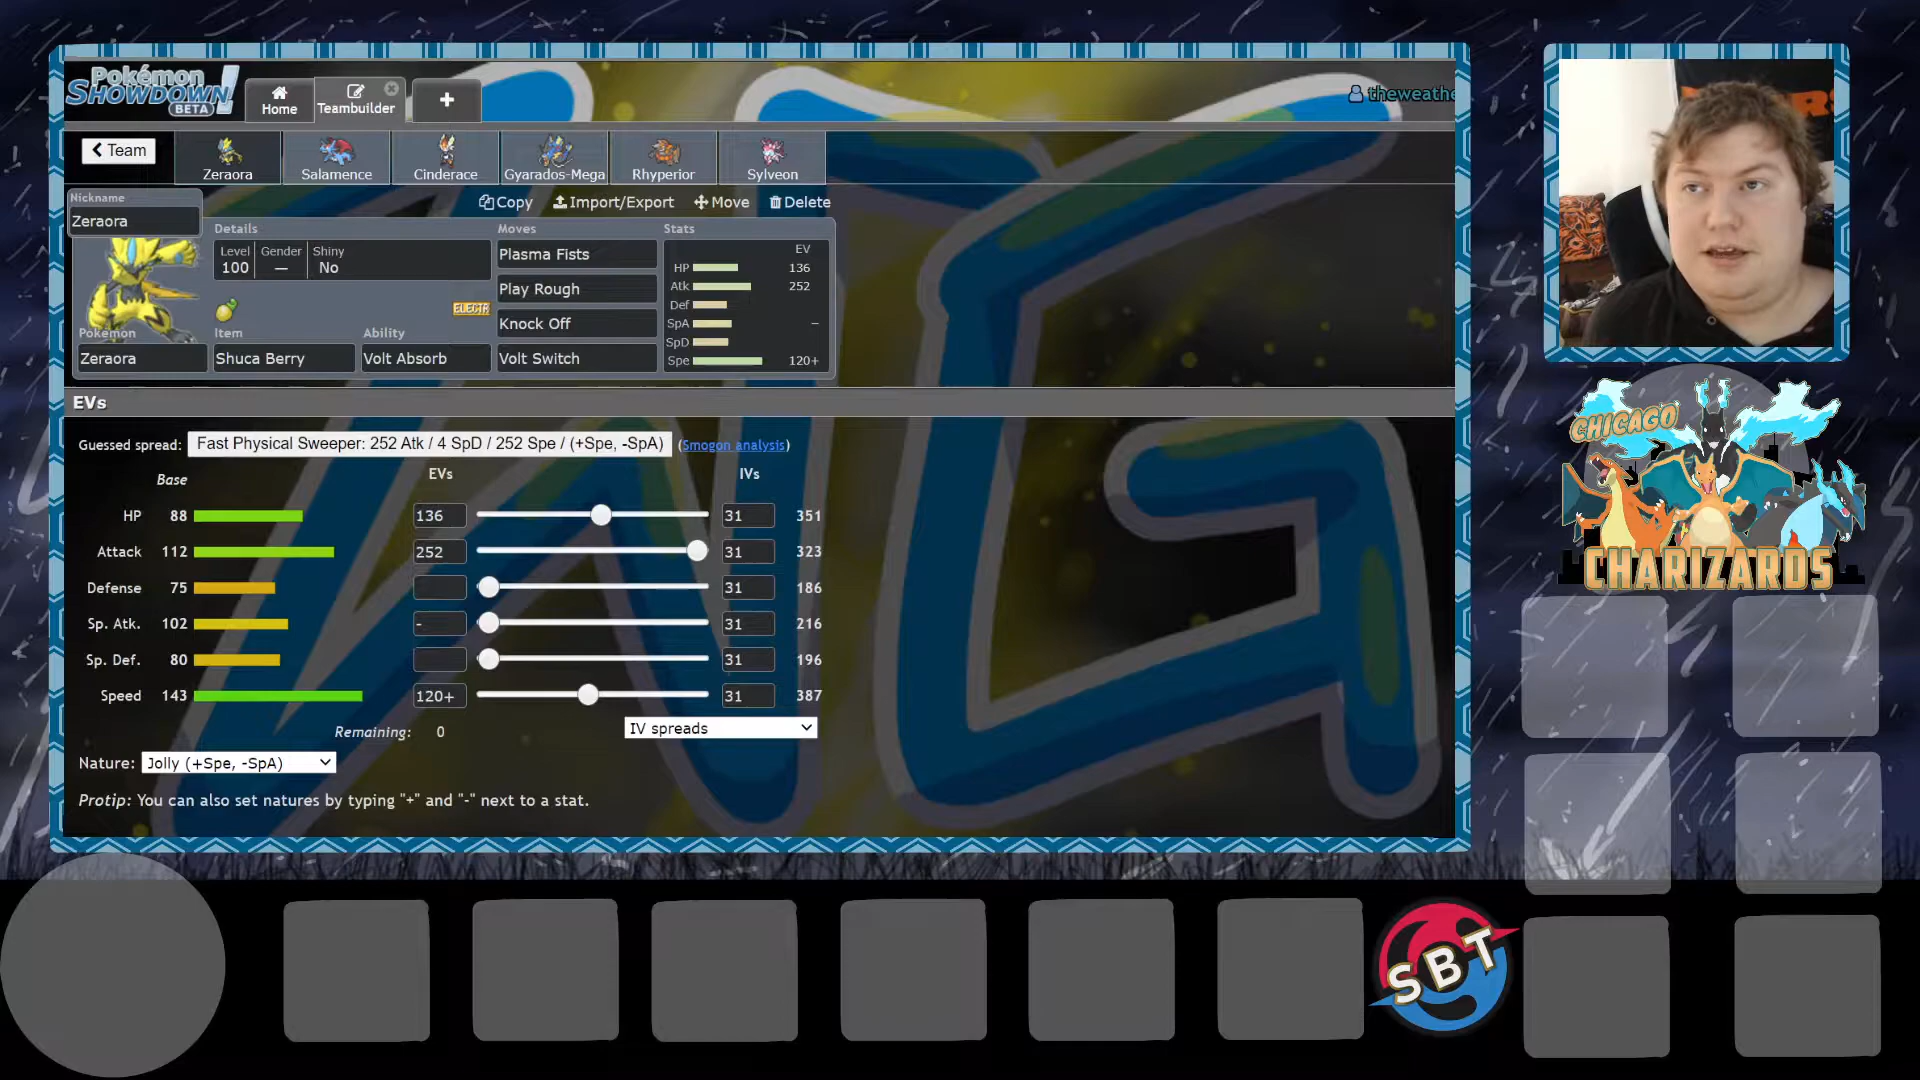 Pokémon
SHOWDOWN!
BETA
Home
Teambuilder
+
theweathe
Team
Zeraora
Salamence
Cinderace
Gyarados-Mega
Rhyperior
Sylveon
Copy
Import/Export
Move
Delete
Nickname
Zeraora
Details
Level
Gender
Shiny
100
—
No
ELECTR
Pokémon
Zeraora
Item
Shuca Berry
Ability
Volt Absorb
Moves
Plasma Fists
Play Rough
Knock Off
Volt Switch
Stats
EV
HP 136
Atk 252
Def
SpA –
SpD
Spe 120+
EVs
Guessed spread: Fast Physical Sweeper: 252 Atk / 4 SpD / 252 Spe / (+Spe, -SpA) (Smogon analysis)
Base EVs IVs
HP 88 136 31 351
Attack 112 252 31 323
Defense 75 31 186
Sp. Atk. 102 - 31 216
Sp. Def. 80 31 196
Speed 143 120+ 31 387
Remaining: 0
IV spreads
Nature: Jolly (+Spe, -SpA)
Protip: You can also set natures by typing "+" and "-" next to a stat.
CHICAGO
CHARIZARDS
SBT